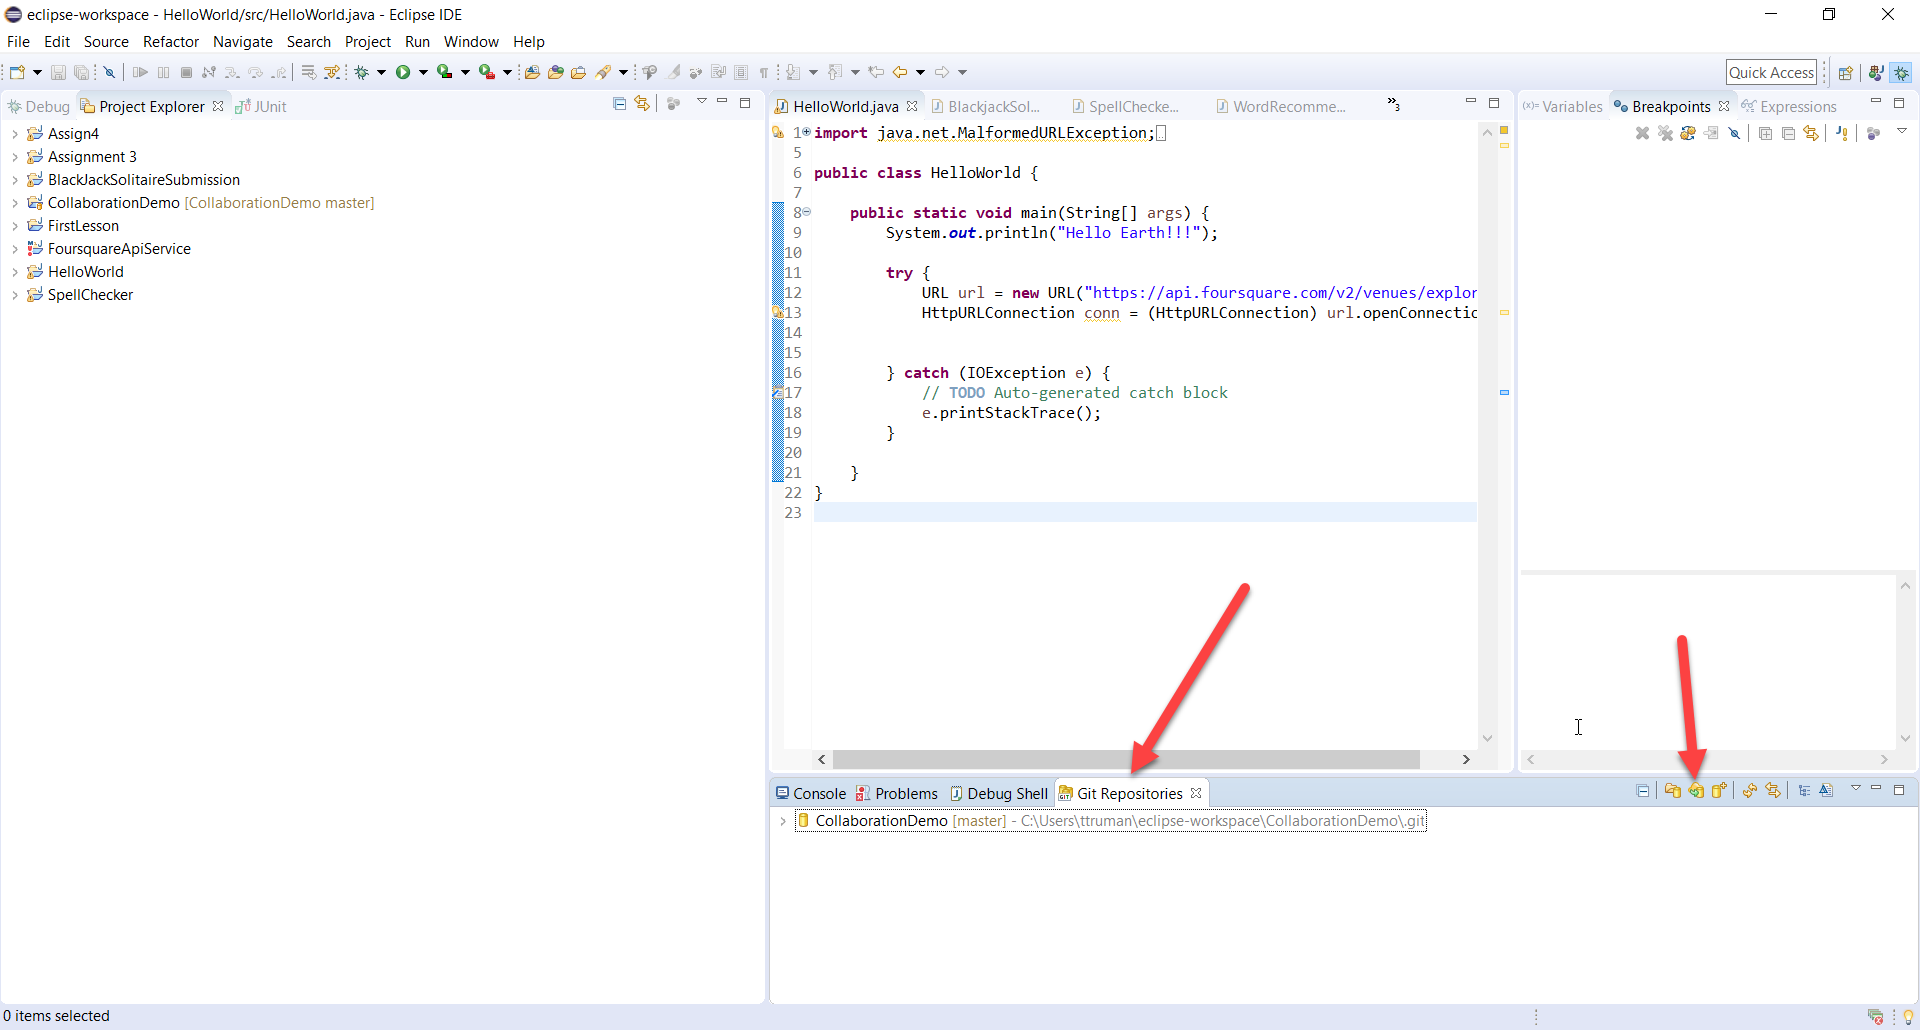 eclipse-workspace - HelloWorld/src/HelloWorld.java - Eclipse IDE
File Edit Source Refactor Navigate Search Project Run Window Help
Quick Access
Debug Project Explorer JUnit
Assign4
Assignment 3
BlackJackSolitaireSubmission
CollaborationDemo [CollaborationDemo master]
FirstLesson
FoursquareApiService
HelloWorld
SpellChecker
HelloWorld.java BlackjackSol... SpellChecke... WordRecomme... »3
1 import java.net.MalformedURLException;
5
6 public class HelloWorld {
7
8 public static void main(String[] args) {
9 System.out.println("Hello Earth!!!");
10
11 try {
12 URL url = new URL("https://api.foursquare.com/v2/venues/explor
13 HttpURLConnection conn = (HttpURLConnection) url.openConnectic
14
15
16 } catch (IOException e) {
17 // TODO Auto-generated catch block
18 e.printStackTrace();
19 }
20
21 }
22 }
23
(x)= Variables Breakpoints Expressions
Console Problems Debug Shell Git Repositories
CollaborationDemo [master] - C:\Users\ttruman\eclipse-workspace\CollaborationDemo\.git
0 items selected